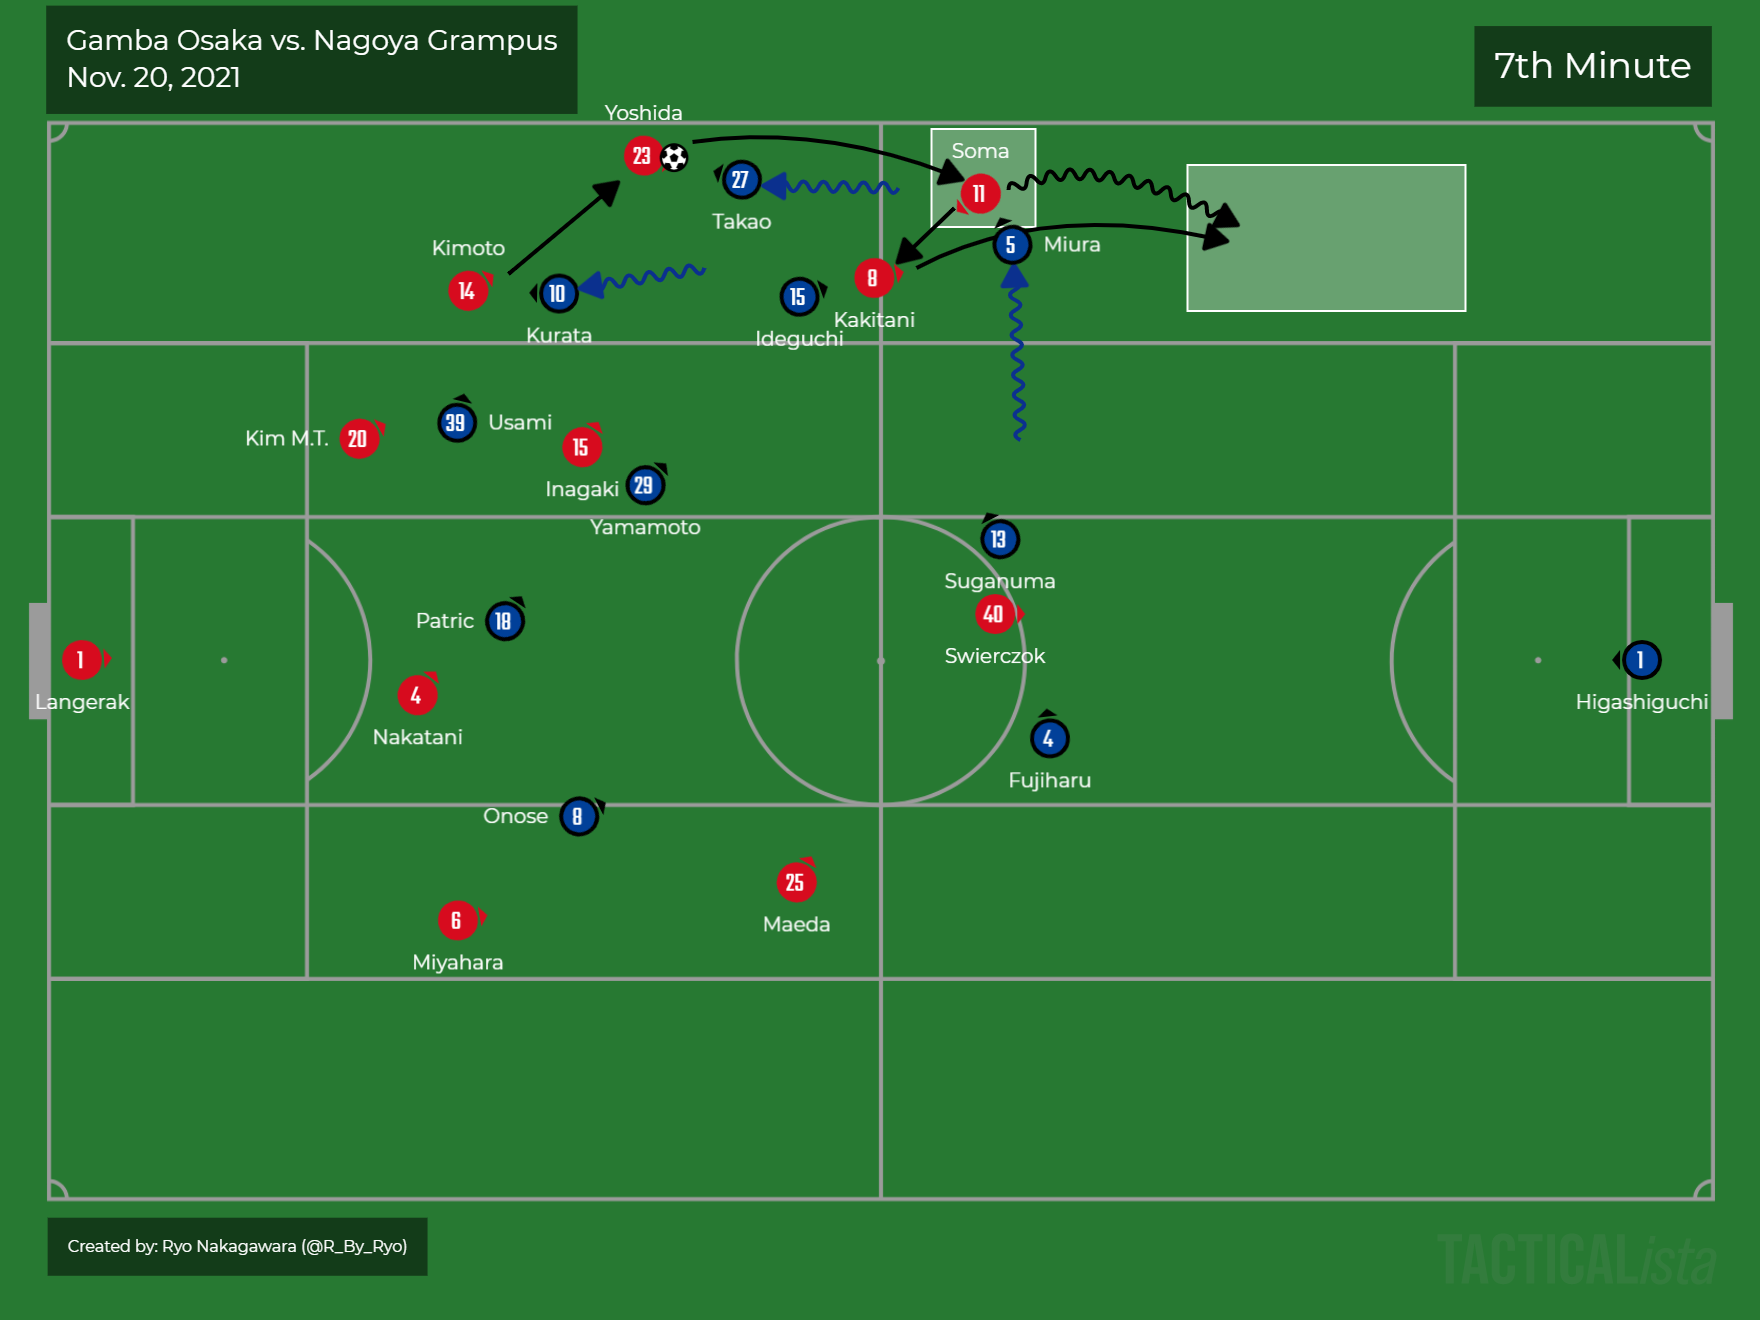 Gamba Osaka vs. Nagoya Grampus
Nov. 20, 2021
7th Minute
Yoshida
23
Soma
11
27
Takao
5 Miura
Kimoto
14
10
Kurata
15
Ideguchi
8
Kakitani
Kim M.T. 20
39 Usami
15
Inagaki
29
Yamamoto
13
Suganuma
40
Swierczok
Patric 18
1
Langerak
4
Nakatani
1
Higashiguchi
4
Fujiharu
Onose 8
25
Maeda
6
Miyahara
Created by: Ryo Nakagawara (@R_By_Ryo)
TACTICALista